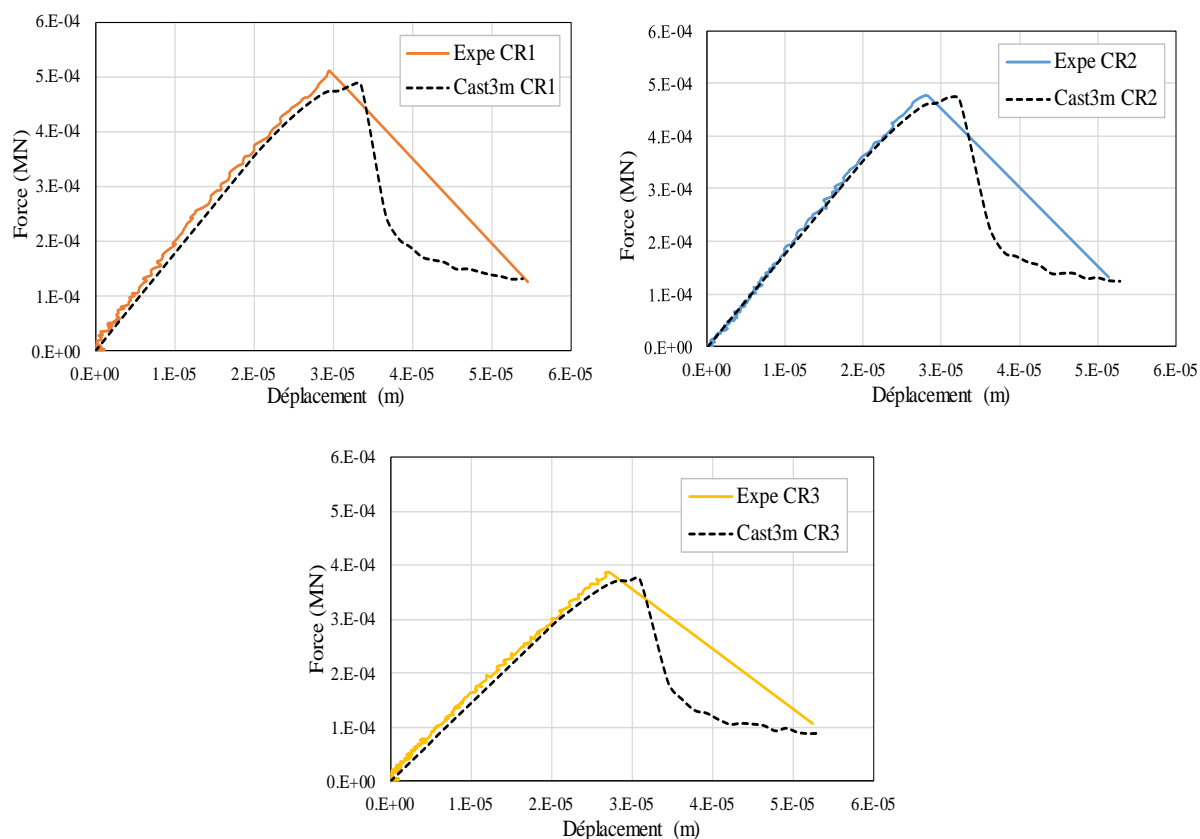 6.E-04
5.E-04
4.E-04
3.E-04
2.E-04
1.E-04
0.E+00
Force (MN)
Expe CR1
Cast3m CR1
0.E+00 1.E-05 2.E-05 3.E-05 4.E-05 5.E-05 6.E-05
Déplacement (m)
6.E-04
5.E-04
4.E-04
3.E-04
2.E-04
1.E-04
0.E+00
Force (MN)
Expe CR2
Cast3m CR2
0.E+00 1.E-05 2.E-05 3.E-05 4.E-05 5.E-05 6.E-05
Déplacement (m)
6.E-04
5.E-04
4.E-04
3.E-04
2.E-04
1.E-04
0.E+00
Force (MN)
Expe CR3
Cast3m CR3
0.E+00 1.E-05 2.E-05 3.E-05 4.E-05 5.E-05 6.E-05
Déplacement (m)